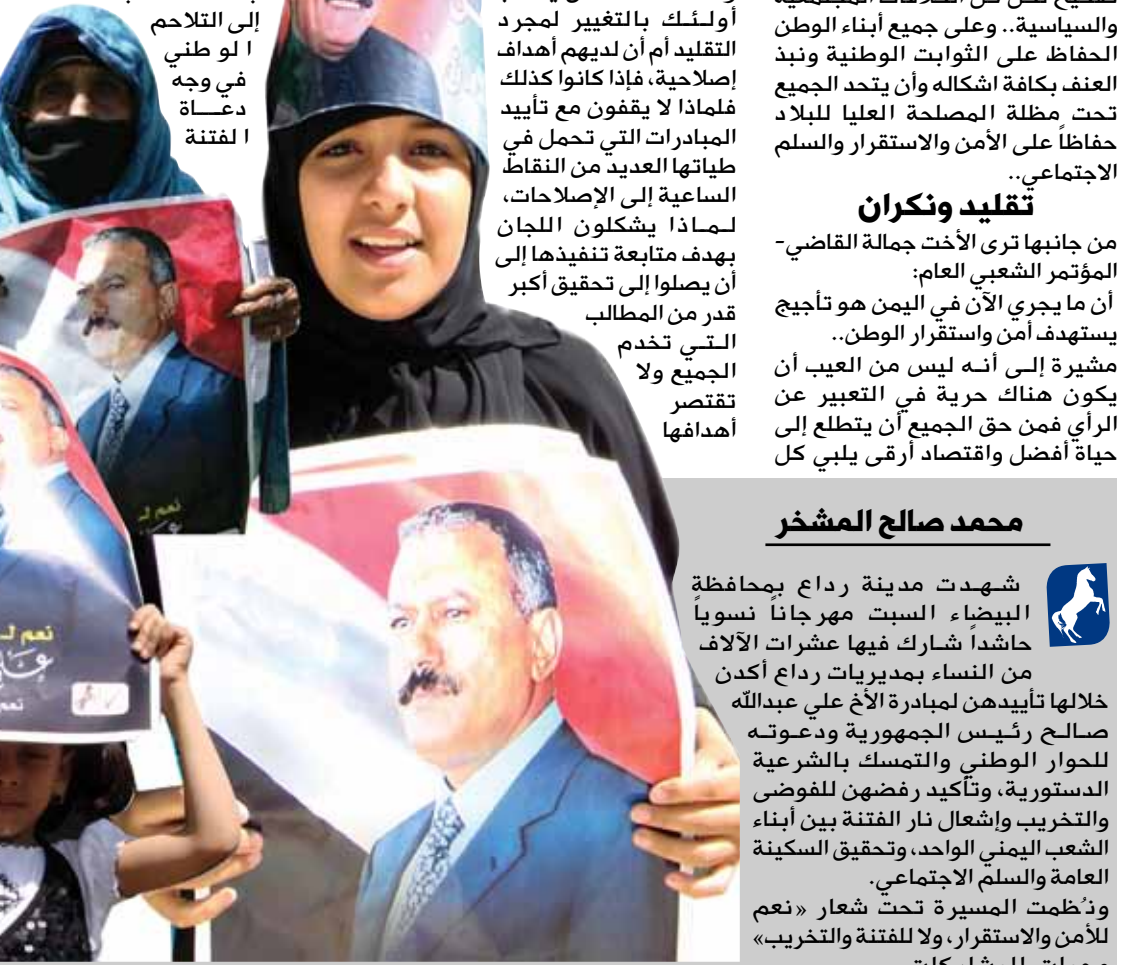 والسياسية.. وعلى جميع أبناء الوطن
الحفاظ على الثوابت الوطنية ونبذ
العنف بكافة اشكاله وأن يتحد الجميع
تحت مظلة المصلحة العليا للبلاد
حفاظاً على الأمن والاستقرار والسلم
الاجتماعي..
تقليد ونكران
من جانبها ترى الأخت جمالة القاضي-
المؤتمر الشعبي العام:
أن ما يجري الآن في اليمن هو تأجيج
يستهدف أمن واستقرار الوطن..
مشيرة إلى أنه ليس من العيب أن
يكون هناك حرية في التعبير عن
الرأي فمن حق الجميع أن يتطلع إلى
حياة أفضل واقتصاد أرقى يلبي كل
أولئك بالتغيير لمجرد
التقليد أم أن لديهم أهداف
إصلاحية، فإذا كانوا كذلك
فلماذا لا يقفون مع تأييد
المبادرات التي تحمل في
طياتها العديد من النقاط
الساعية إلى الإصلاحات،
لماذا يشكلون اللجان
بهدف متابعة تنفيذها إلى
أن يصلوا إلى تحقيق أكبر
قدر من المطالب
التي تخدم
الجميع ولا
تقتصر
أهدافها
إلى التلاحم
ا لو طني
في وجه
دعاة
ا لفتنة
محمد صالح المشخر
شهدت مدينة رداع بمحافظة
البيضاء السبت مهرجاناً نسوياً
حاشداً شارك فيها عشرات الآلاف
من النساء بمديريات رداع أكدن
خلالها تأييدهن لمبادرة الأخ علي عبدالله
صالح رئيس الجمهورية ودعوته
للحوار الوطني والتمسك بالشرعية
الدستورية، وتأكيد رفضهن للفوضى
والتخريب وإشعال نار الفتنة بين أبناء
الشعب اليمني الواحد، وتحقيق السكينة
العامة والسلم الاجتماعي.
ونُظمت المسيرة تحت شعار «نعم
للأمن والاستقرار، ولا للفتنة والتخريب»
نعم لـ
نعم لـ
نعم